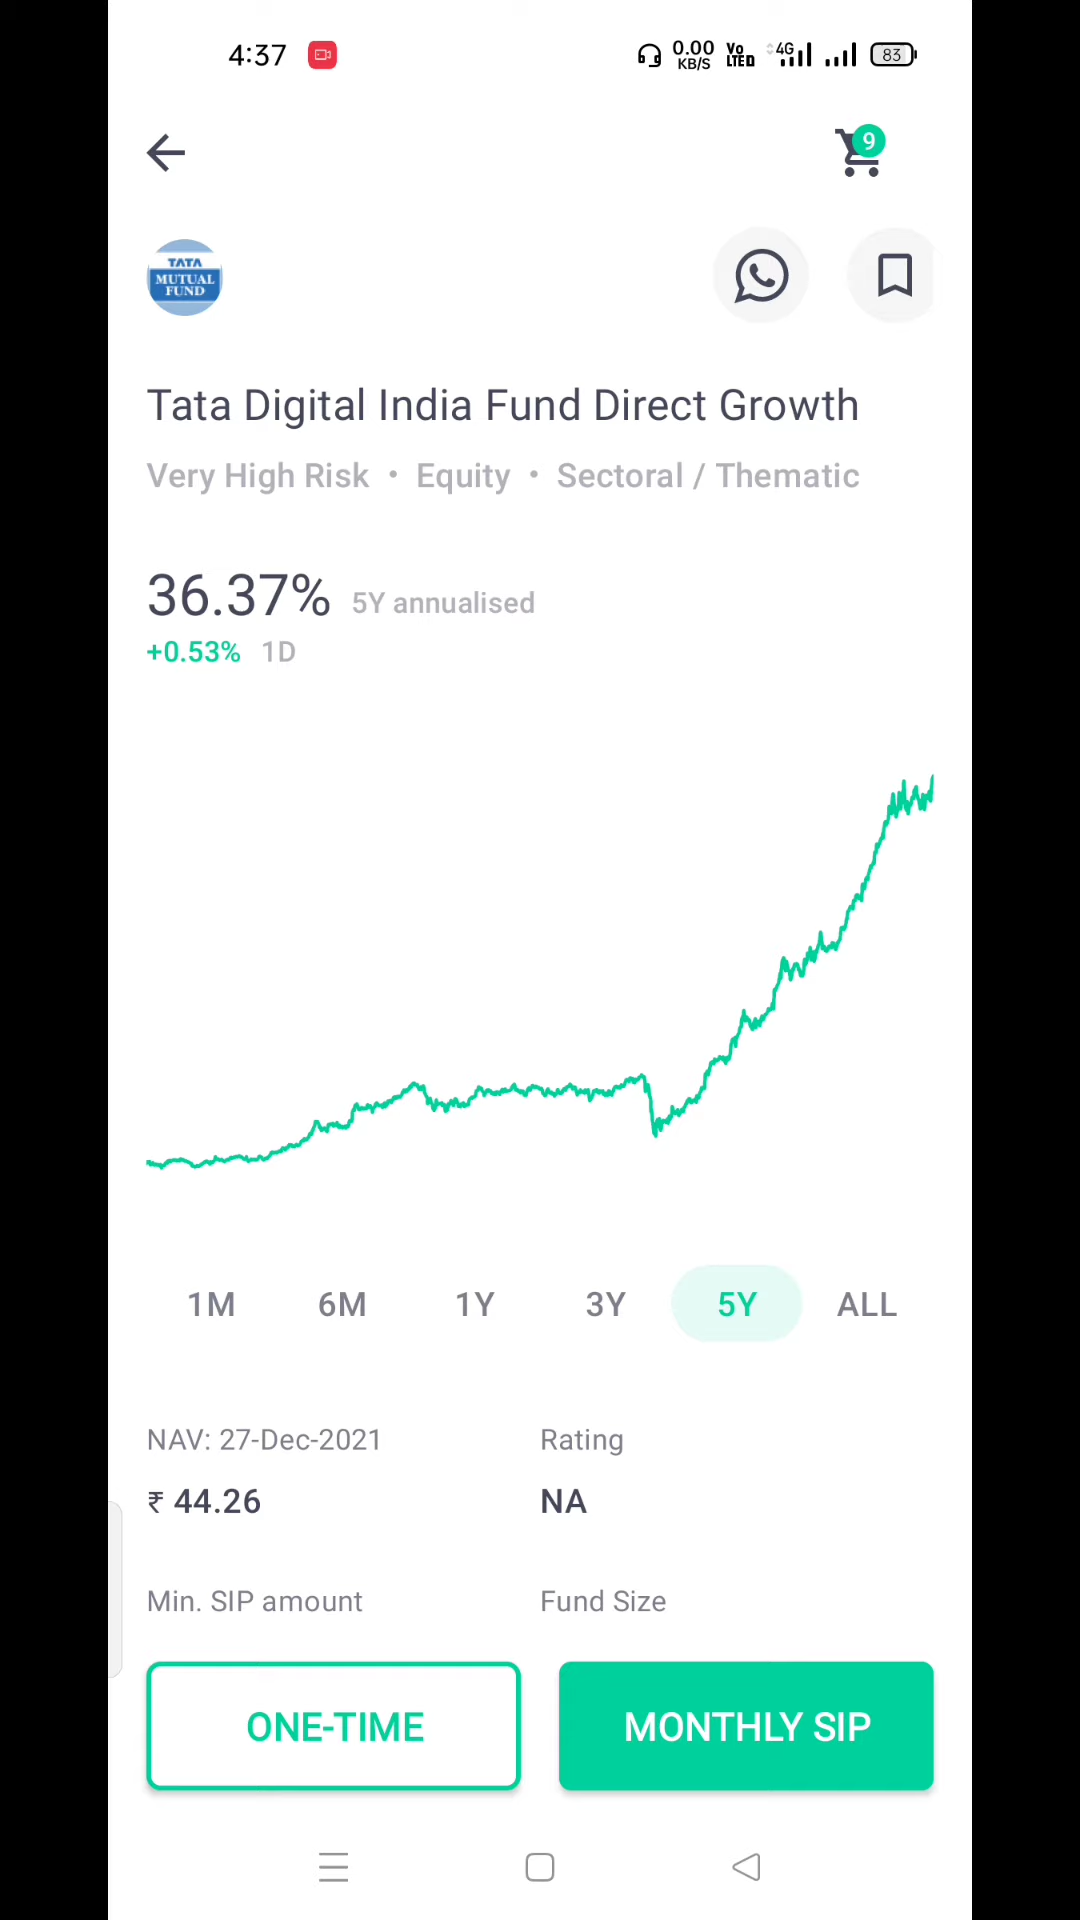 4:37
0.00 KB/S Vo LTE D 4G 83
9
TATA
MUTUAL
FUND
Tata Digital India Fund Direct Growth
Very High Risk • Equity • Sectoral / Thematic
36.37% 5Y annualised
+0.53% 1D
1M 6M 1Y 3Y 5Y ALL
NAV: 27-Dec-2021 Rating
₹ 44.26 NA
Min. SIP amount Fund Size
ONE-TIME MONTHLY SIP